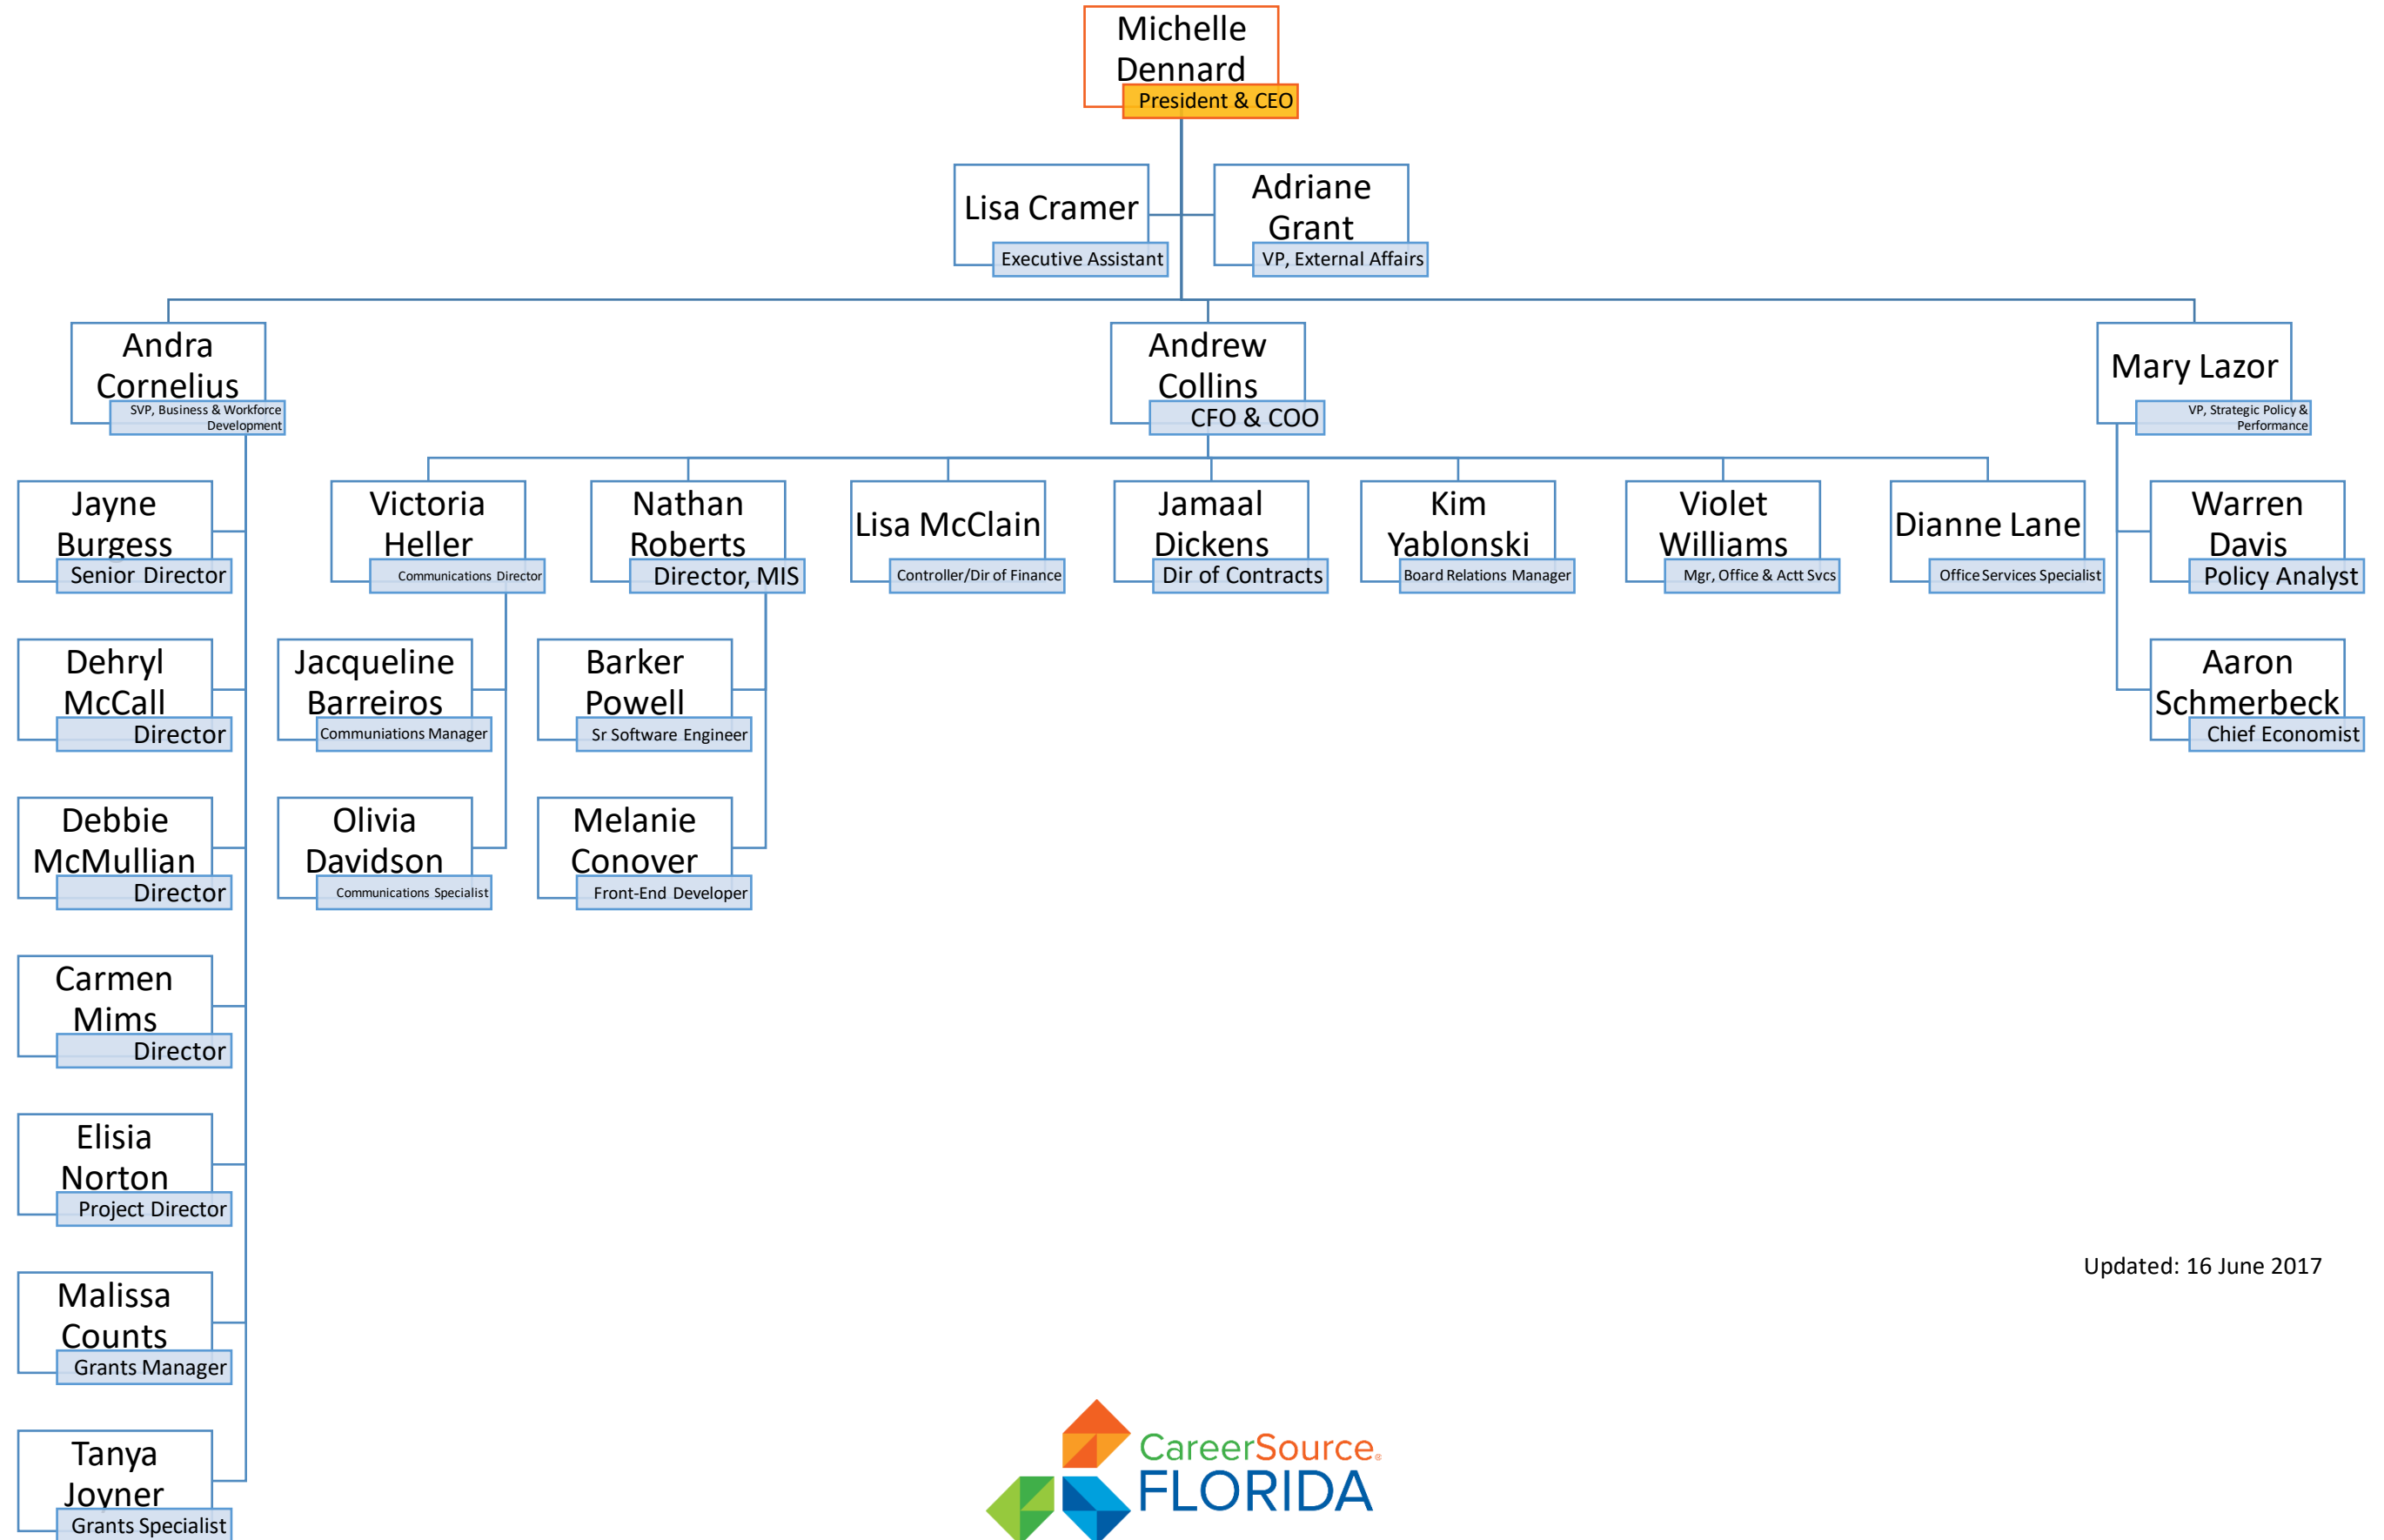 Michelle
Dennard
President & CEO
Lisa Cramer
Executive Assistant
Adriane
Grant
VP, External Affairs
Andra
Cornelius
SVP, Business & Workforce
Development
Andrew
Collins
CFO & COO
Mary Lazor
VP, Strategic Policy &
Performance
Jayne
Burgess
Senior Director
Dehryl
McCall
Director
Debbie
McMullian
Director
Carmen
Mims
Director
Elisia
Norton
Project Director
Malissa
Counts
Grants Manager
Tanya
Joyner
Grants Specialist
Victoria
Heller
Communications Director
Jacqueline
Barreiros
Communiations Manager
Olivia
Davidson
Communications Specialist
Nathan
Roberts
Director, MIS
Barker
Powell
Sr Software Engineer
Melanie
Conover
Front-End Developer
Lisa McClain
Controller/Dir of Finance
Jamaal
Dickens
Dir of Contracts
Kim
Yablonski
Board Relations Manager
Violet
Williams
Mgr, Office & Actt Svcs
Dianne Lane
Office Services Specialist
Warren
Davis
Policy Analyst
Aaron
Schmerbeck
Chief Economist
Updated: 16 June 2017
CareerSource®
FLORIDA